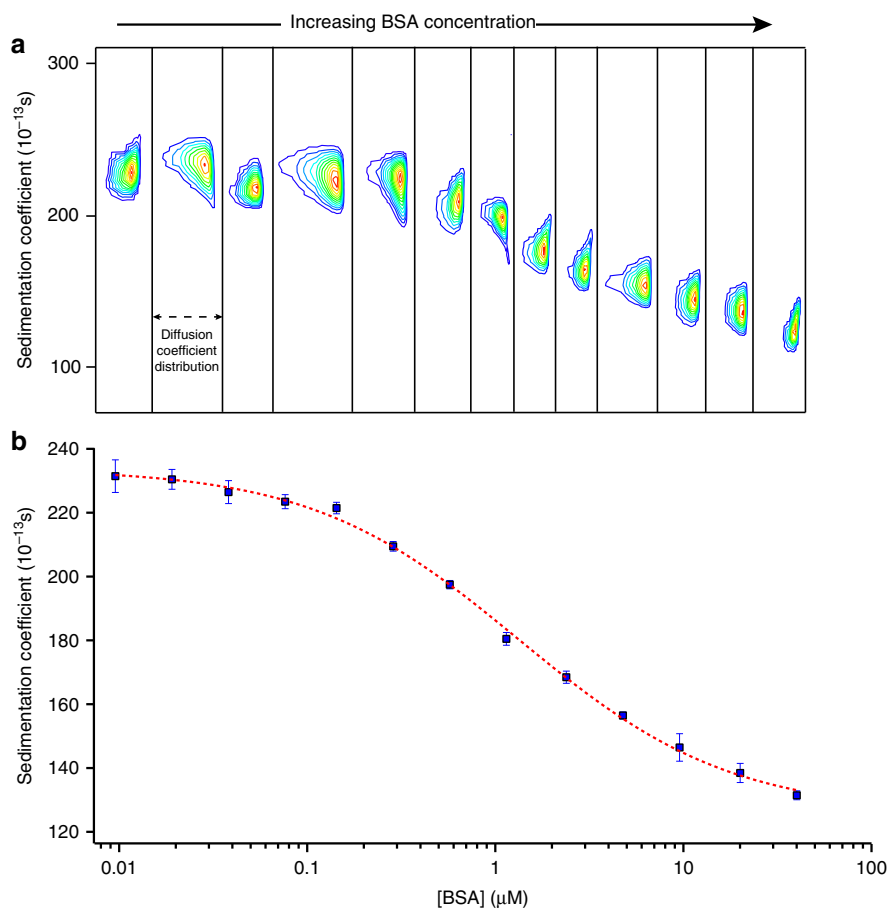 Increasing BSA concentration
a
300
200
100
Sedimentation coefficient (10⁻¹³s)
Diffusion
coefficient
distribution
b
240
220
200
180
160
140
120
Sedimentation coefficient (10⁻¹³s)
0.01 0.1 1 10 100
[BSA] (μM)